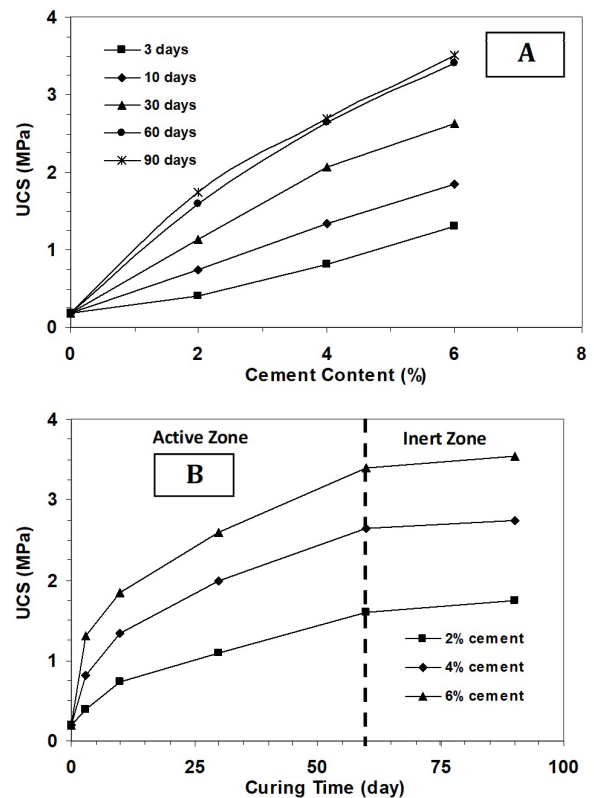 4
A
3 days
10 days
3
30 days
60 days
90 days
UCS (MPa)
2
1
0
0 2 4 6 8
Cement Content (%)
4
Active Zone Inert Zone
B
3
UCS (MPa)
2
2% cement
4% cement
1
6% cement
0
0 25 50 75 100
Curing Time (day)